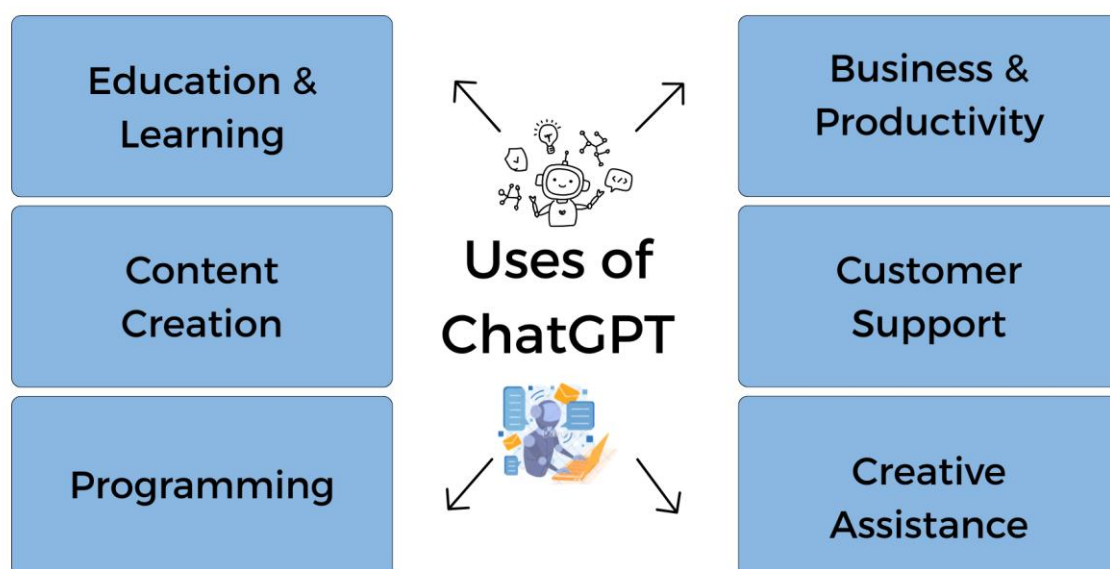 Education &
Learning
Content
Creation
Programming
Uses of
ChatGPT
Business &
Productivity
Customer
Support
Creative
Assistance